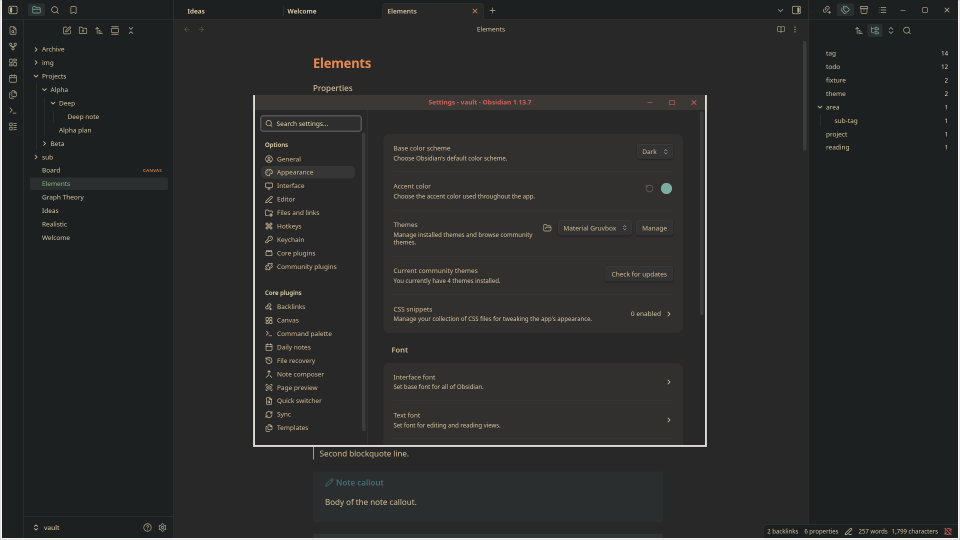 Ideas
Welcome
Elements
Elements
Archive
img
Projects
Alpha
Deep
Deep note
Alpha plan
Beta
sub
Board
CANVAS
Elements
Graph Theory
Ideas
Realistic
Welcome
vault
Elements
Properties
Settings - vault - Obsidian 1.13.7
Search settings...
Options
General
Appearance
Interface
Editor
Files and links
Hotkeys
Keychain
Core plugins
Community plugins
Core plugins
Backlinks
Canvas
Command palette
Daily notes
File recovery
Note composer
Page preview
Quick switcher
Sync
Templates
Base color scheme
Choose Obsidian's default color scheme.
Dark
Accent color
Choose the accent color used throughout the app.
Themes
Manage installed themes and browse community
themes.
Material Gruvbox
Manage
Current community themes
You currently have 4 themes installed.
Check for updates
CSS snippets
Manage your collection of CSS files for tweaking the app's appearance.
0 enabled
Font
Interface font
Set base font for all of Obsidian.
Text font
Set font for editing and reading views.
Second blockquote line.
Note callout
Body of the note callout.
tag 14
todo 12
fixture 2
theme 2
area 1
sub-tag 1
project 1
reading 1
2 backlinks 6 properties 257 words 1,799 characters